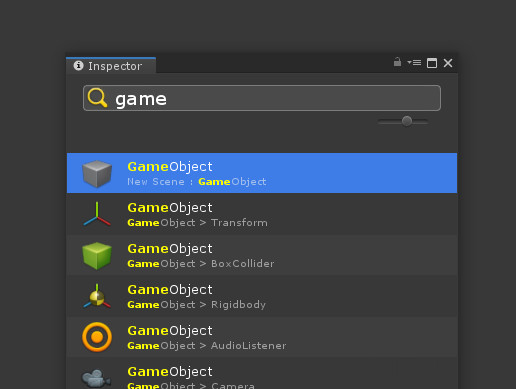 Inspector
game
GameObject
New Scene : GameObject
GameObject
GameObject > Transform
GameObject
GameObject > BoxCollider
GameObject
GameObject > Rigidbody
GameObject
GameObject > AudioListener
GameObject
GameObject > Camera